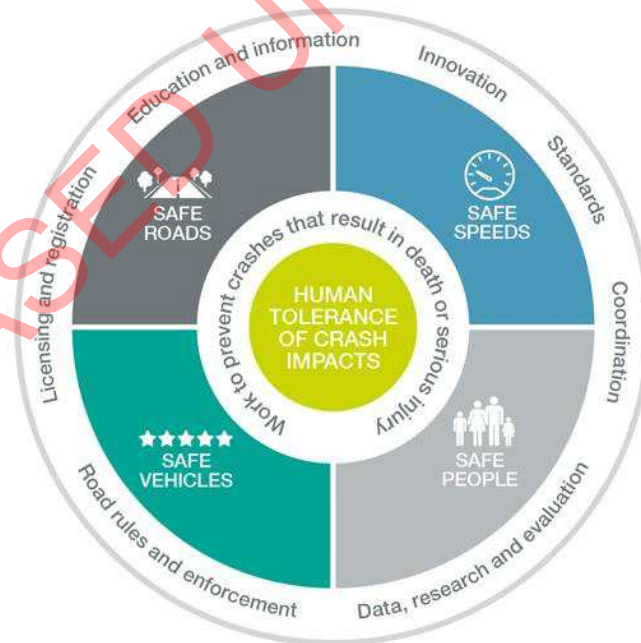 Education and information
Innovation
Standards
Coordination
Data, research and evaluation
Road rules and enforcement
Licensing and registration
SAFE
ROADS
SAFE
SPEEDS
SAFE
PEOPLE
SAFE
VEHICLES
Work to prevent crashes that result in death or serious injury
HUMAN
TOLERANCE
OF CRASH
IMPACTS